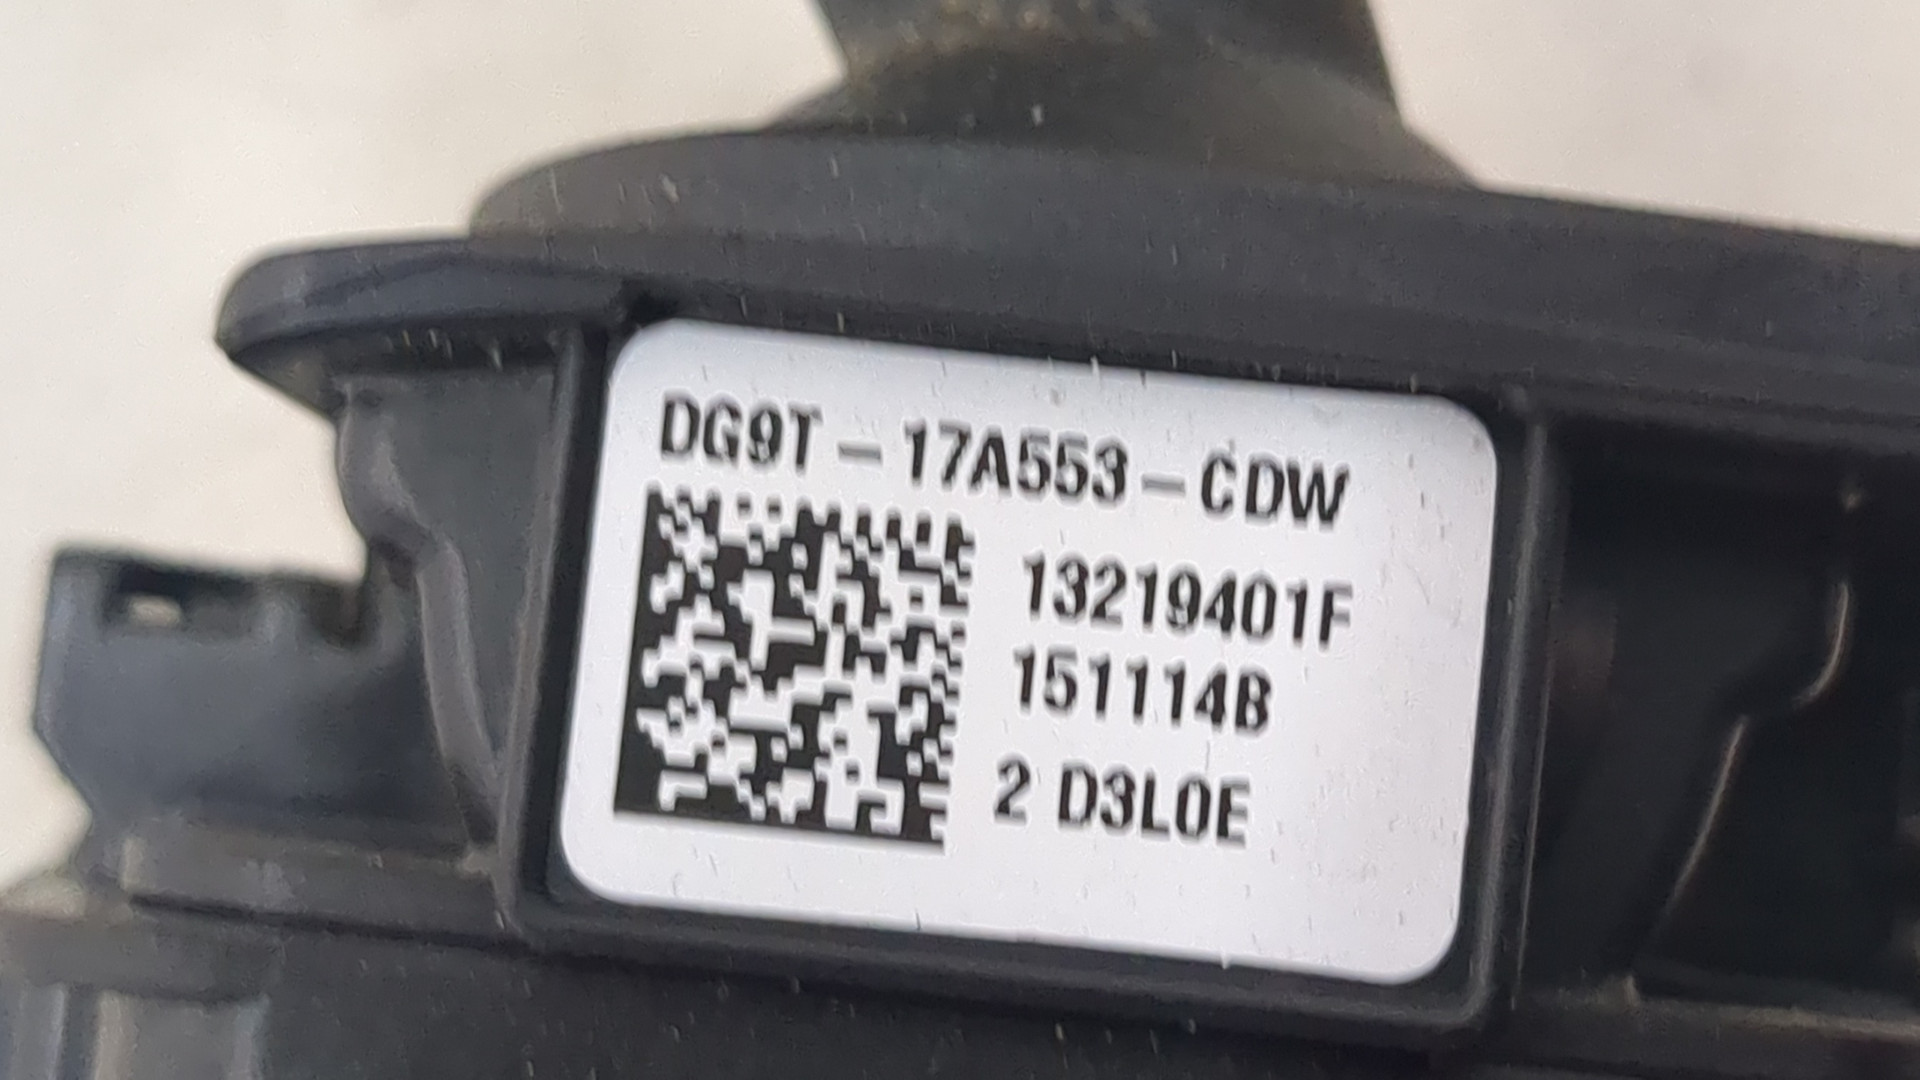 DG9T - 17A553 - CDW
13219401F
151114B
2 D3L0E